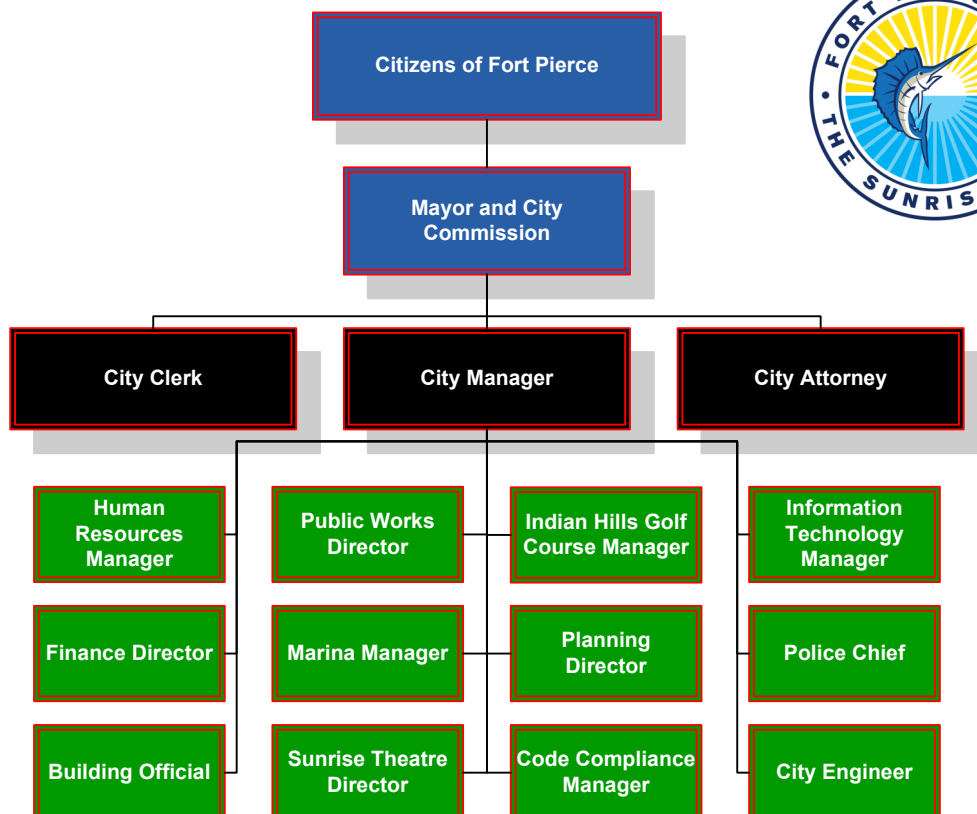 Citizens of Fort Pierce
FORT
THE SUNRIS
Mayor and City
Commission
City Clerk
City Manager
City Attorney
Human
Resources
Manager
Public Works
Director
Indian Hills Golf
Course Manager
Information
Technology
Manager
Finance Director
Marina Manager
Planning
Director
Police Chief
Building Official
Sunrise Theatre
Director
Code Compliance
Manager
City Engineer